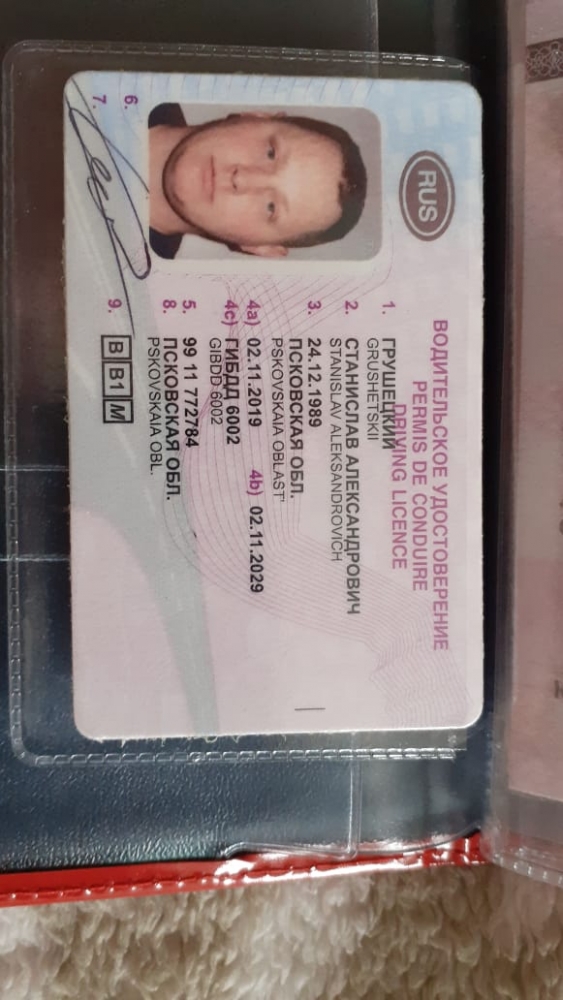 ВОДИТЕЛЬСКОЕ УДОСТОВЕРЕНИЕ
PERMIS DE CONDUIRE
DRIVING LICENCE
RUS
1. ГРУШЕЦКИЙ
GRUSHETSKII
2. СТАНИСЛАВ АЛЕКСАНДРОВИЧ
STANISLAV ALEKSANDROVICH
3. 24.12.1989
ПСКОВСКАЯ ОБЛ.
PSKOVSKAIA OBLAST'
4a) 02.11.2019 4b) 02.11.2029
4c) ГИБДД 6002
GIBDD 6002
5. 99 11 772784
8. ПСКОВСКАЯ ОБЛ.
PSKOVSKAIA OBL.
9. B B1 M
6.
7.